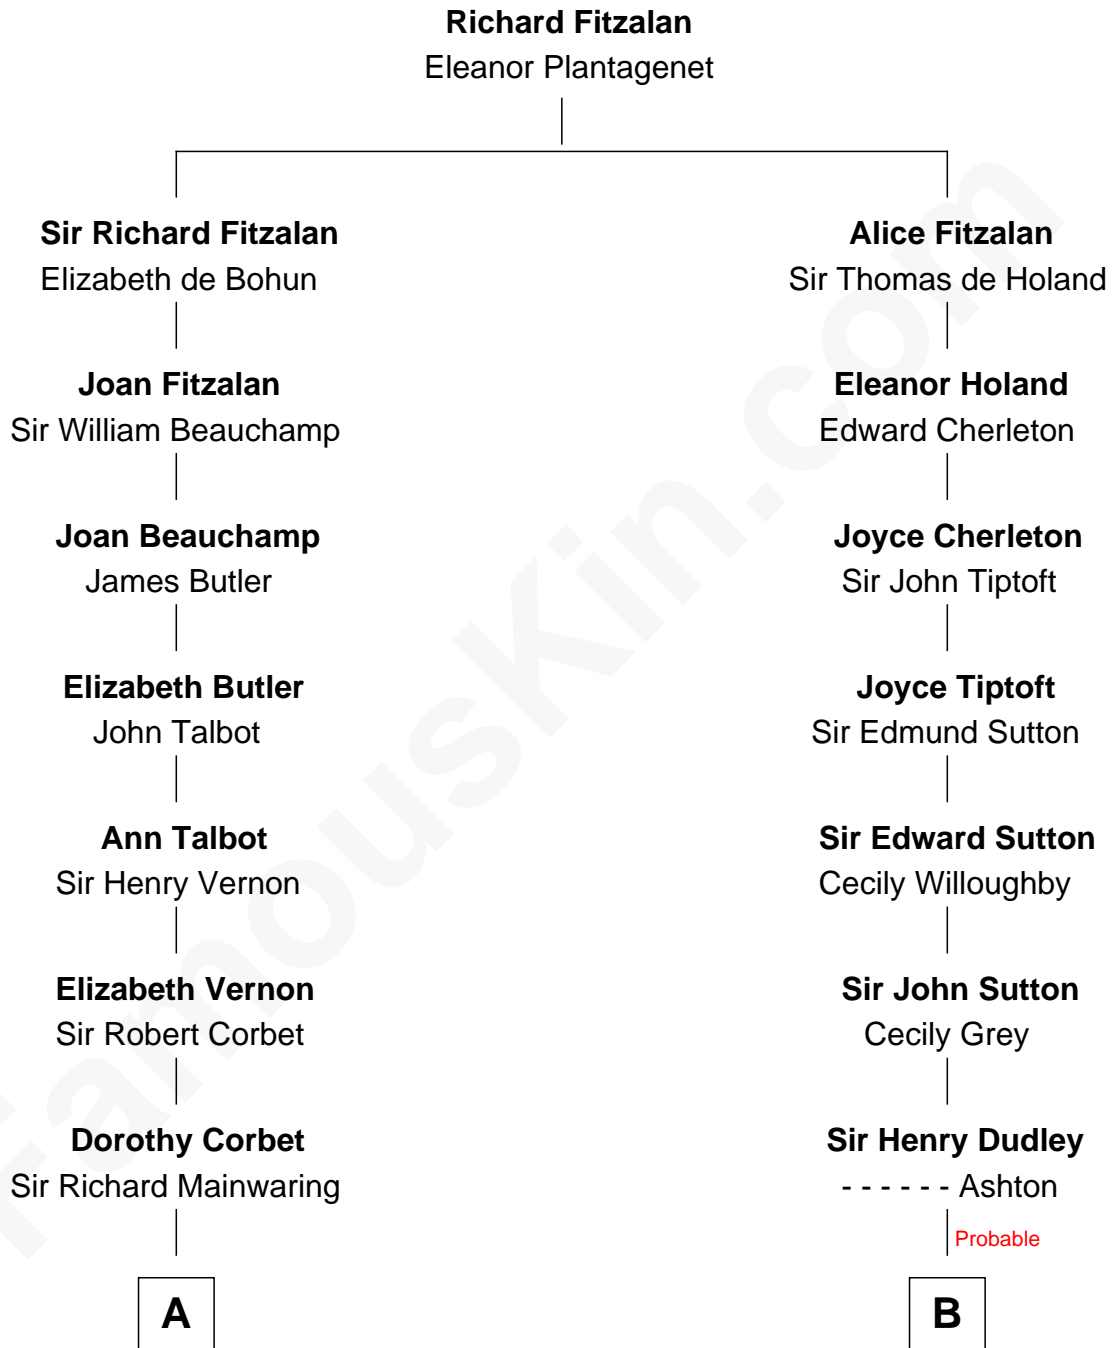 Richard Fitzalan
Eleanor Plantagenet
Sir Richard Fitzalan
Elizabeth de Bohun
Alice Fitzalan
Sir Thomas de Holand
Joan Fitzalan
Sir William Beauchamp
Eleanor Holand
Edward Cherleton
Joan Beauchamp
James Butler
Joyce Cherleton
Sir John Tiptoft
Elizabeth Butler
John Talbot
Joyce Tiptoft
Sir Edmund Sutton
Ann Talbot
Sir Henry Vernon
Sir Edward Sutton
Cecily Willoughby
Elizabeth Vernon
Sir Robert Corbet
Sir John Sutton
Cecily Grey
Dorothy Corbet
Sir Richard Mainwaring
Sir Henry Dudley
- - - - - - Ashton
Probable
A
B
FamousKin.com